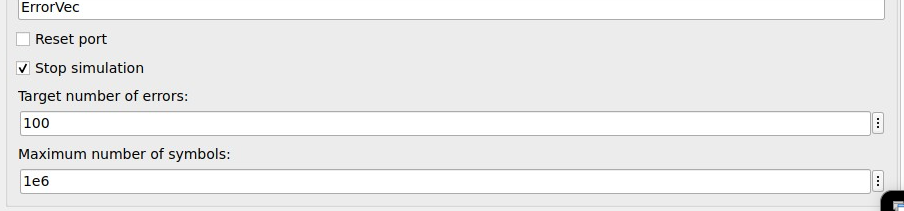 ErrorVec
Reset port
Stop simulation
Target number of errors:
100
Maximum number of symbols:
1e6